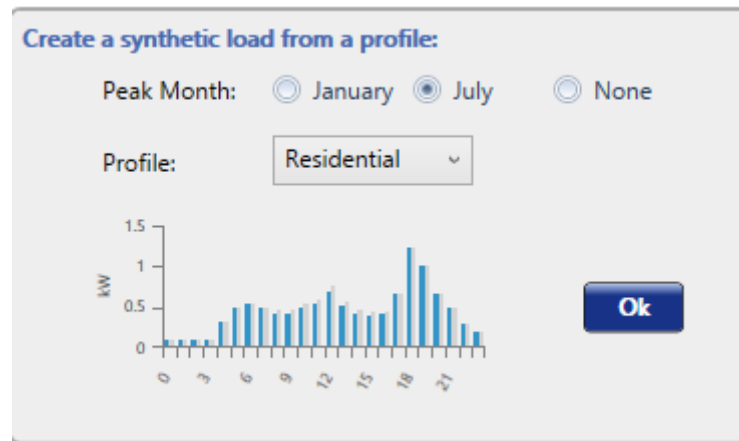 Create a synthetic load from a profile:
Peak Month: January July None
Profile: Residential
1.5
1
kW
0.5
Ok
0
0 3 6 9 12 15 18 21